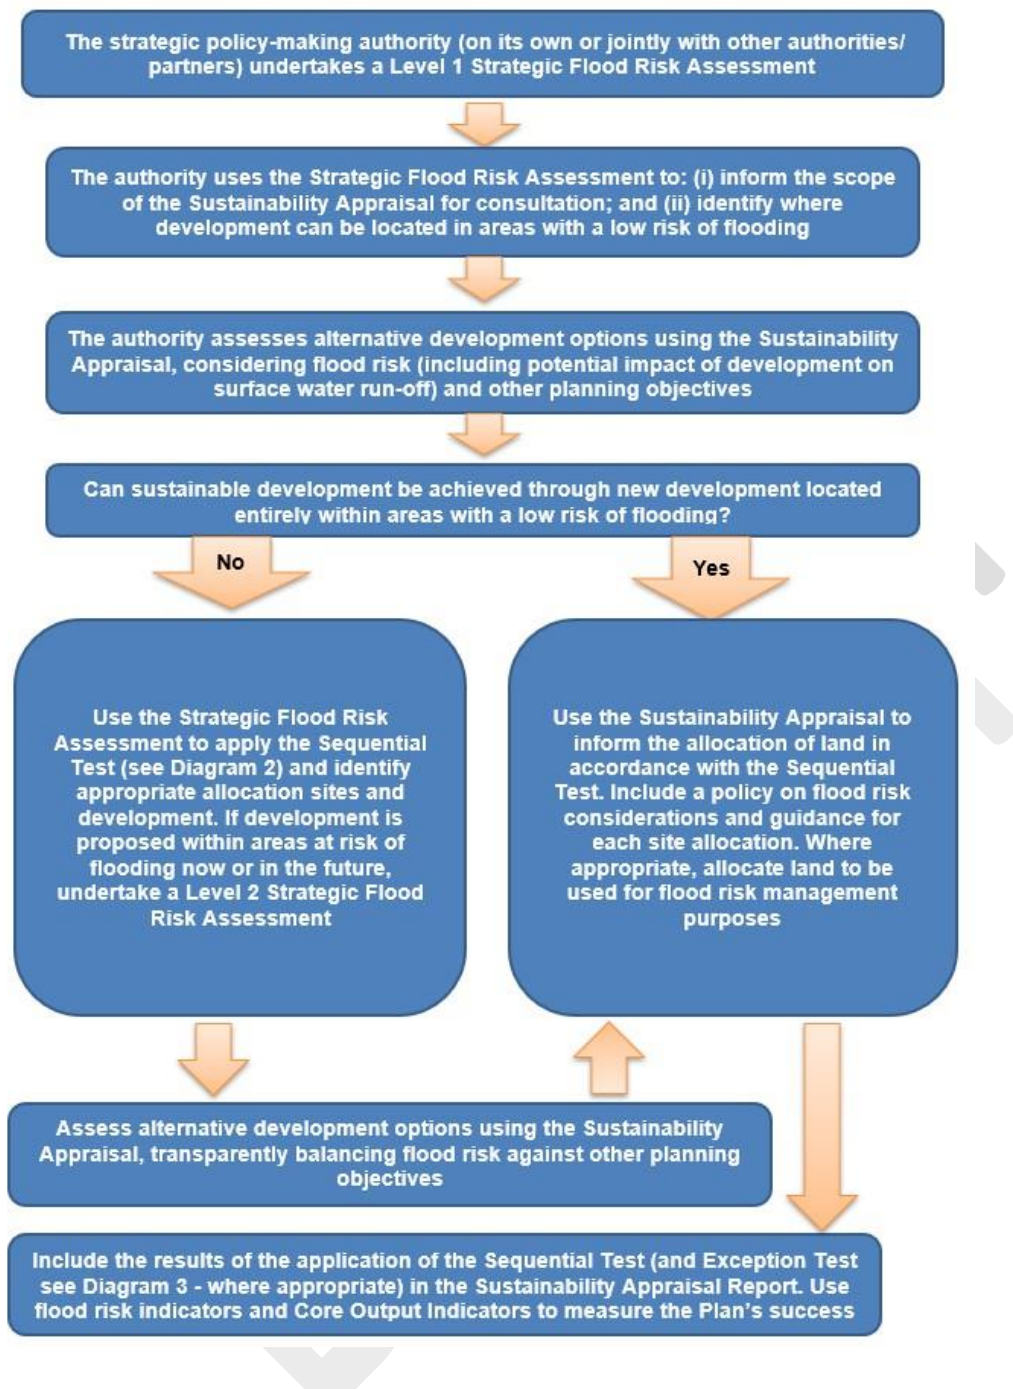 The strategic policy-making authority (on its own or jointly with other authorities/
partners) undertakes a Level 1 Strategic Flood Risk Assessment
The authority uses the Strategic Flood Risk Assessment to: (i) inform the scope
of the Sustainability Appraisal for consultation; and (ii) identify where
development can be located in areas with a low risk of flooding
The authority assesses alternative development options using the Sustainability
Appraisal, considering flood risk (including potential impact of development on
surface water run-off) and other planning objectives
Can sustainable development be achieved through new development located
entirely within areas with a low risk of flooding?
No
Yes
Use the Strategic Flood Risk
Assessment to apply the Sequential
Test (see Diagram 2) and identify
appropriate allocation sites and
development. If development is
proposed within areas at risk of
flooding now or in the future,
undertake a Level 2 Strategic Flood
Risk Assessment
Use the Sustainability Appraisal to
inform the allocation of land in
accordance with the Sequential
Test. Include a policy on flood risk
considerations and guidance for
each site allocation. Where
appropriate, allocate land to be
used for flood risk management
purposes
Assess alternative development options using the Sustainability
Appraisal, transparently balancing flood risk against other planning
objectives
Include the results of the application of the Sequential Test (and Exception Test
see Diagram 3 - where appropriate) in the Sustainability Appraisal Report. Use
flood risk indicators and Core Output Indicators to measure the Plan's success